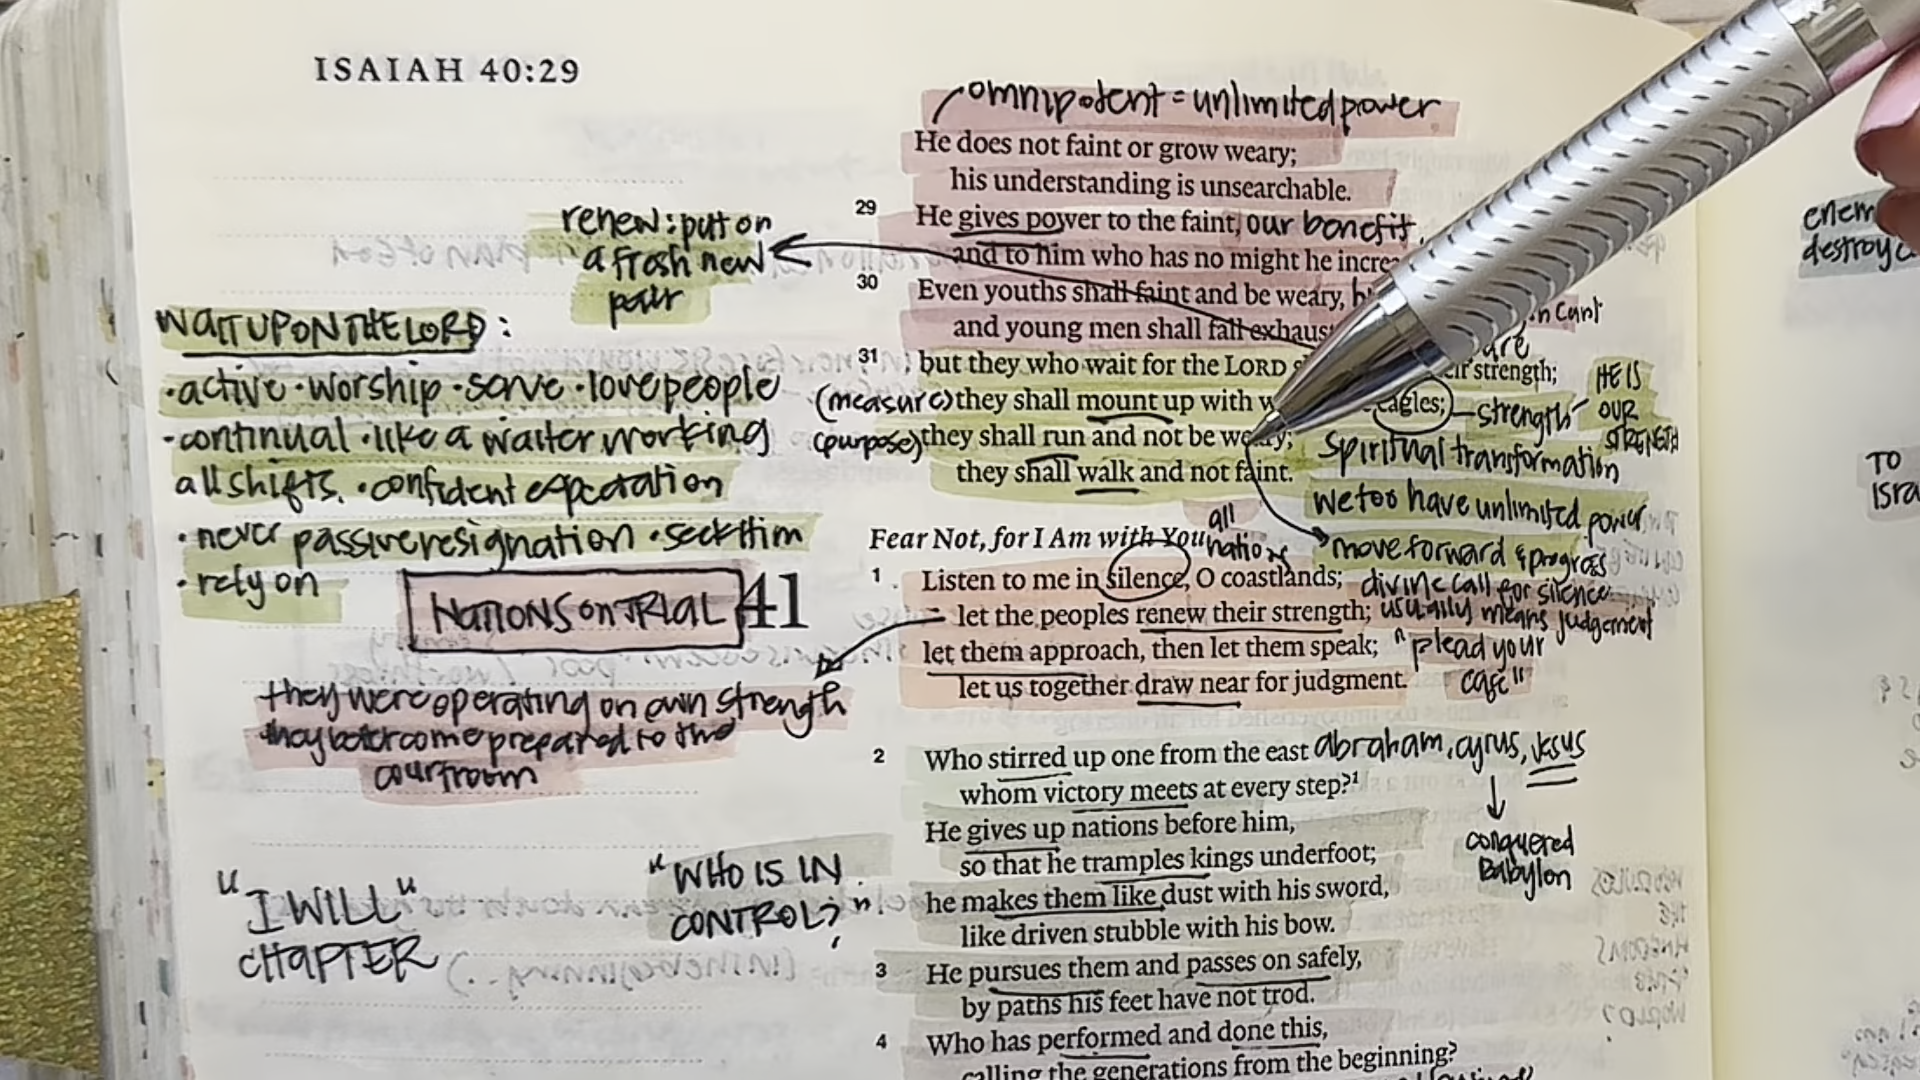 ISAIAH 40:29
omnipotent = unlimited power
He does not faint or grow weary;
his understanding is unsearchable.
29 He gives power to the faint, our benefit.
and to him who has no might he incre
30 Even youths shall faint and be weary,
and young men shall fall exhaus
31 but they who wait for the LORD
strength;
(measure) they shall mount up with w
eagles; strength
HE IS
OUR
STRENGTH
(purpose) they shall run and not be weary;
they shall walk and not faint.
renew: put on
a fresh new
pair
WAIT UPON THE LORD:
• active • worship • serve • love people
• continual • like a waiter working
all shifts. • confident expectation
• never passive resignation • seek Him
• rely on
spiritual transformation
we too have unlimited power
move forward & progress
Fear Not, for I Am with You
all
nations
NATIONS ON TRIAL
41
1 Listen to me in silence, O coastlands;
let the peoples renew their strength;
let them approach, then let them speak;
let us together draw near for judgment.
divine call for silence
usually means judgement
"plead your
case"
they were operating on own strength
they better come prepared to the
courtroom
2 Who stirred up one from the east abraham, cyrus, Jesus
whom victory meets at every step?1
He gives up nations before him,
so that he tramples kings underfoot;
he makes them like dust with his sword,
like driven stubble with his bow.
conquered
Babylon
"I WILL"
CHAPTER
"WHO IS IN
CONTROL?"
3 He pursues them and passes on safely,
by paths his feet have not trod.
4 Who has performed and done this,
calling the generations from the beginning?
enem
destroy
TO
Isra